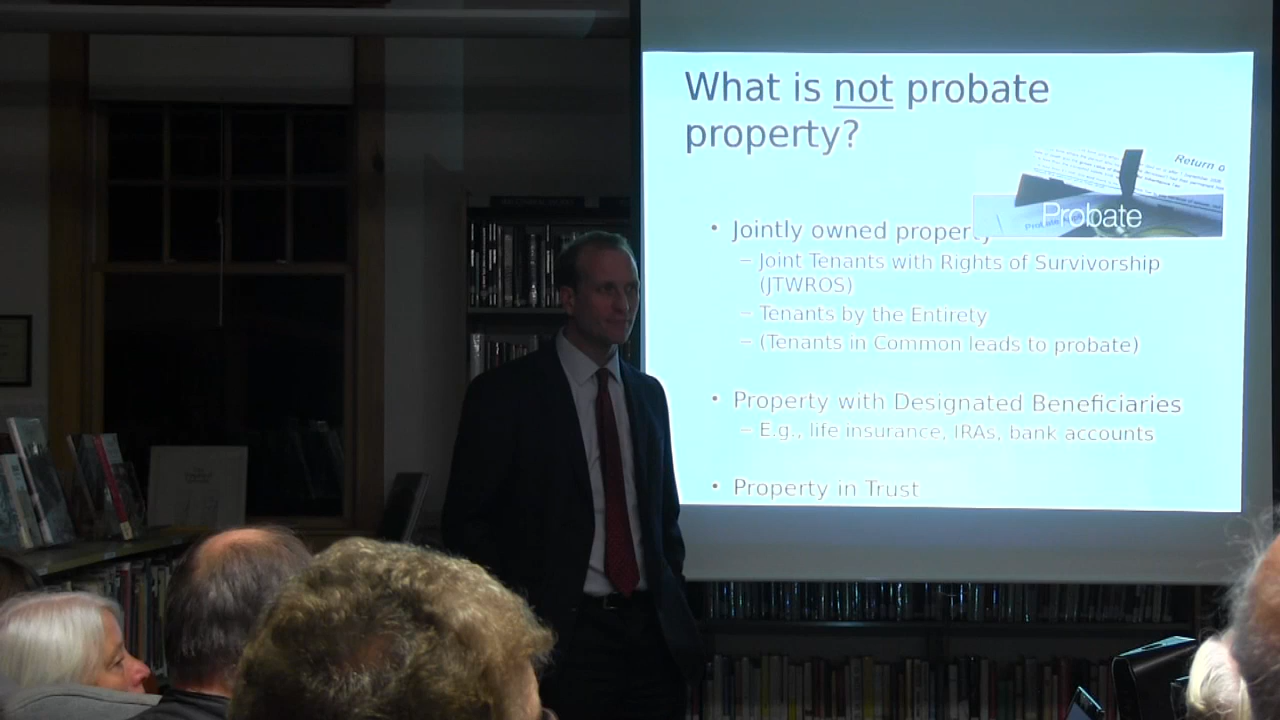 What is not probate
property?
Return o
Probate
• Jointly owned property
– Joint Tenants with Rights of Survivorship
(JTWROS)
– Tenants by the Entirety
– (Tenants in Common leads to probate)
• Property with Designated Beneficiaries
– E.g., life insurance, IRAs, bank accounts
• Property in Trust